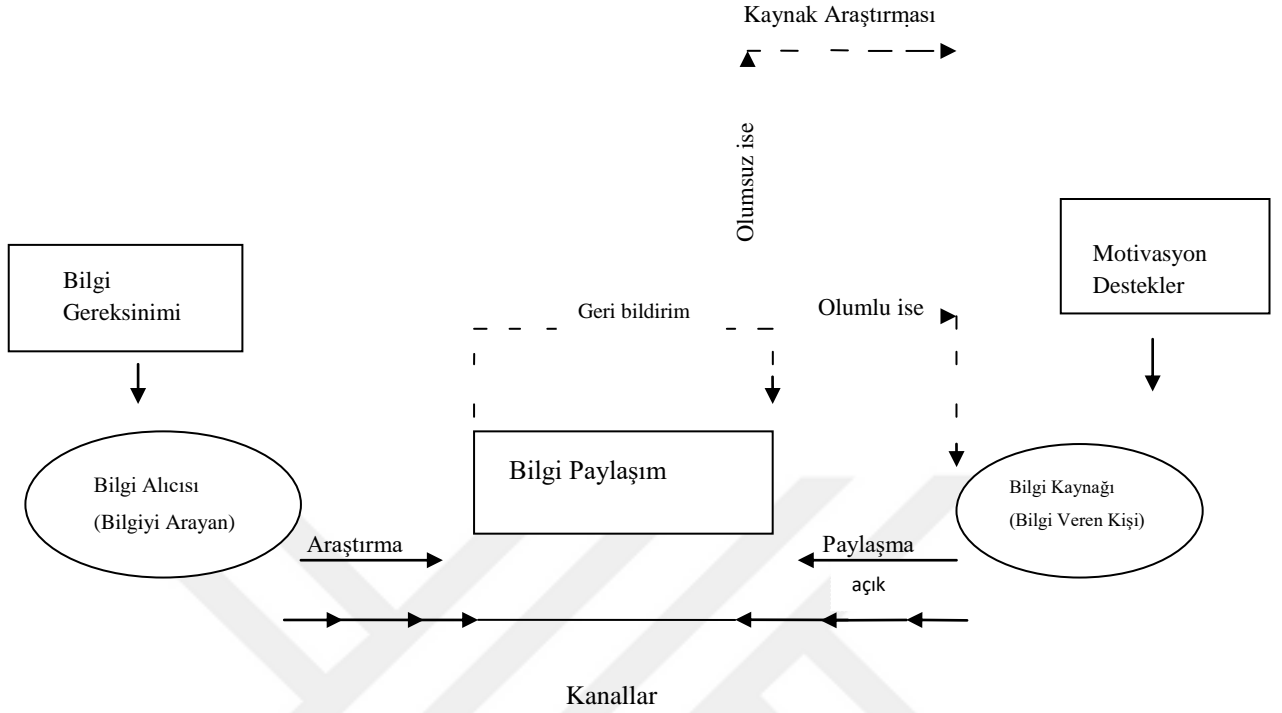 Kaynak Araştırması
Olumsuz ise
Motivasyon
Destekler
Bilgi
Gereksinimi
Geri bildirim
Olumlu ise
Bilgi Alıcısı
(Bilgiyi Arayan)
Bilgi Paylaşım
Bilgi Kaynağı
(Bilgi Veren Kişi)
Araştırma
Paylaşma
açık
Kanallar